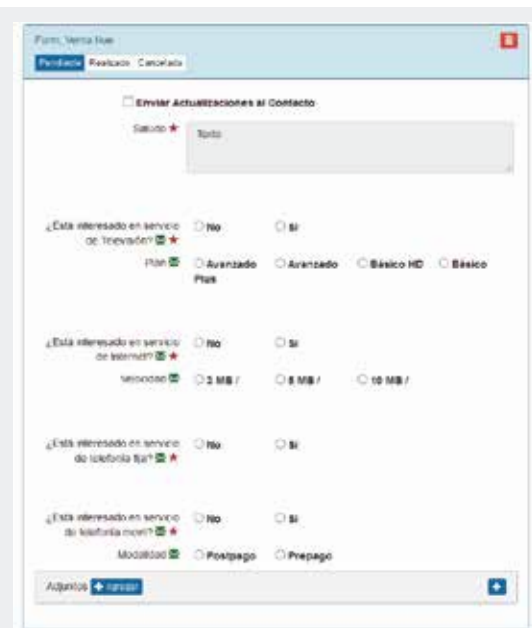 Form. Venta Nue
Pendiente Realizado Cancelado
Enviar Actualizaciones al Contacto
Saludo ★
Texto
¿Está interesado en servicio
de Televisión? ★
No Si
Plan
Avanzado
Plus
Avanzado Básico HD Básico
¿Está interesado en servicio
de Internet? ★
No Si
Velocidad
3 MB / 5 MB / 10 MB /
¿Está interesado en servicio
de telefonía fija? ★
No Si
¿Está interesado en servicio
de telefonía movil? ★
No Si
Modalidad
Postpago Prepago
Adjuntos + Agregar